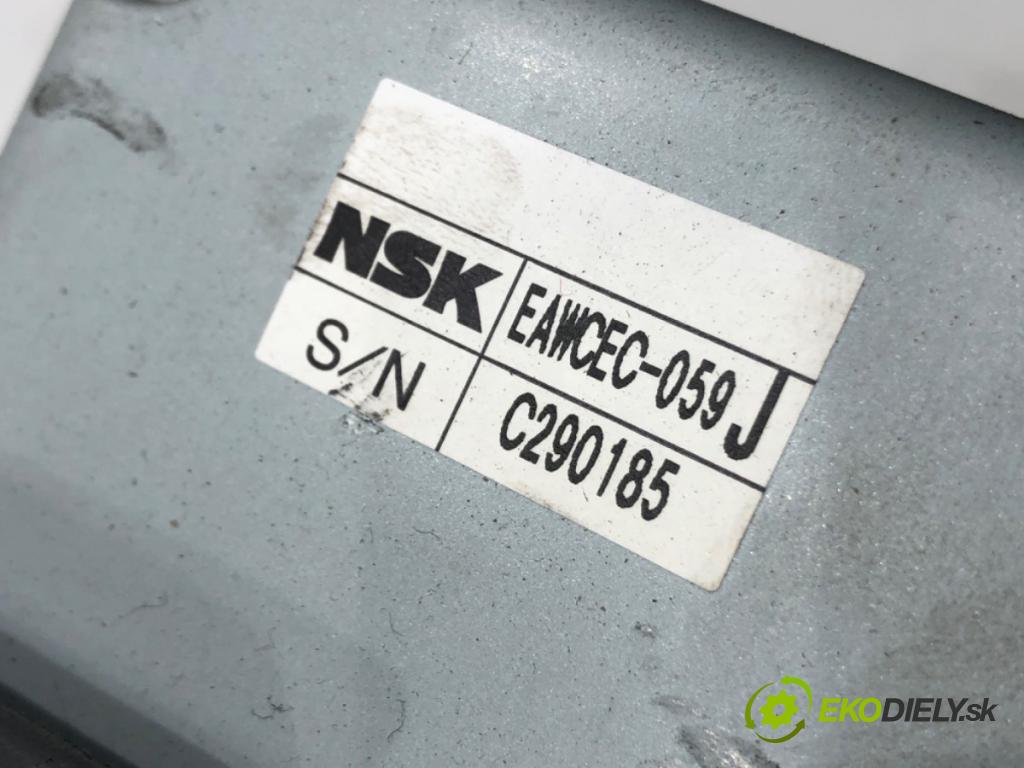 NSK EAWCEC-059 J
S/N C290185
EKODIELY.sk